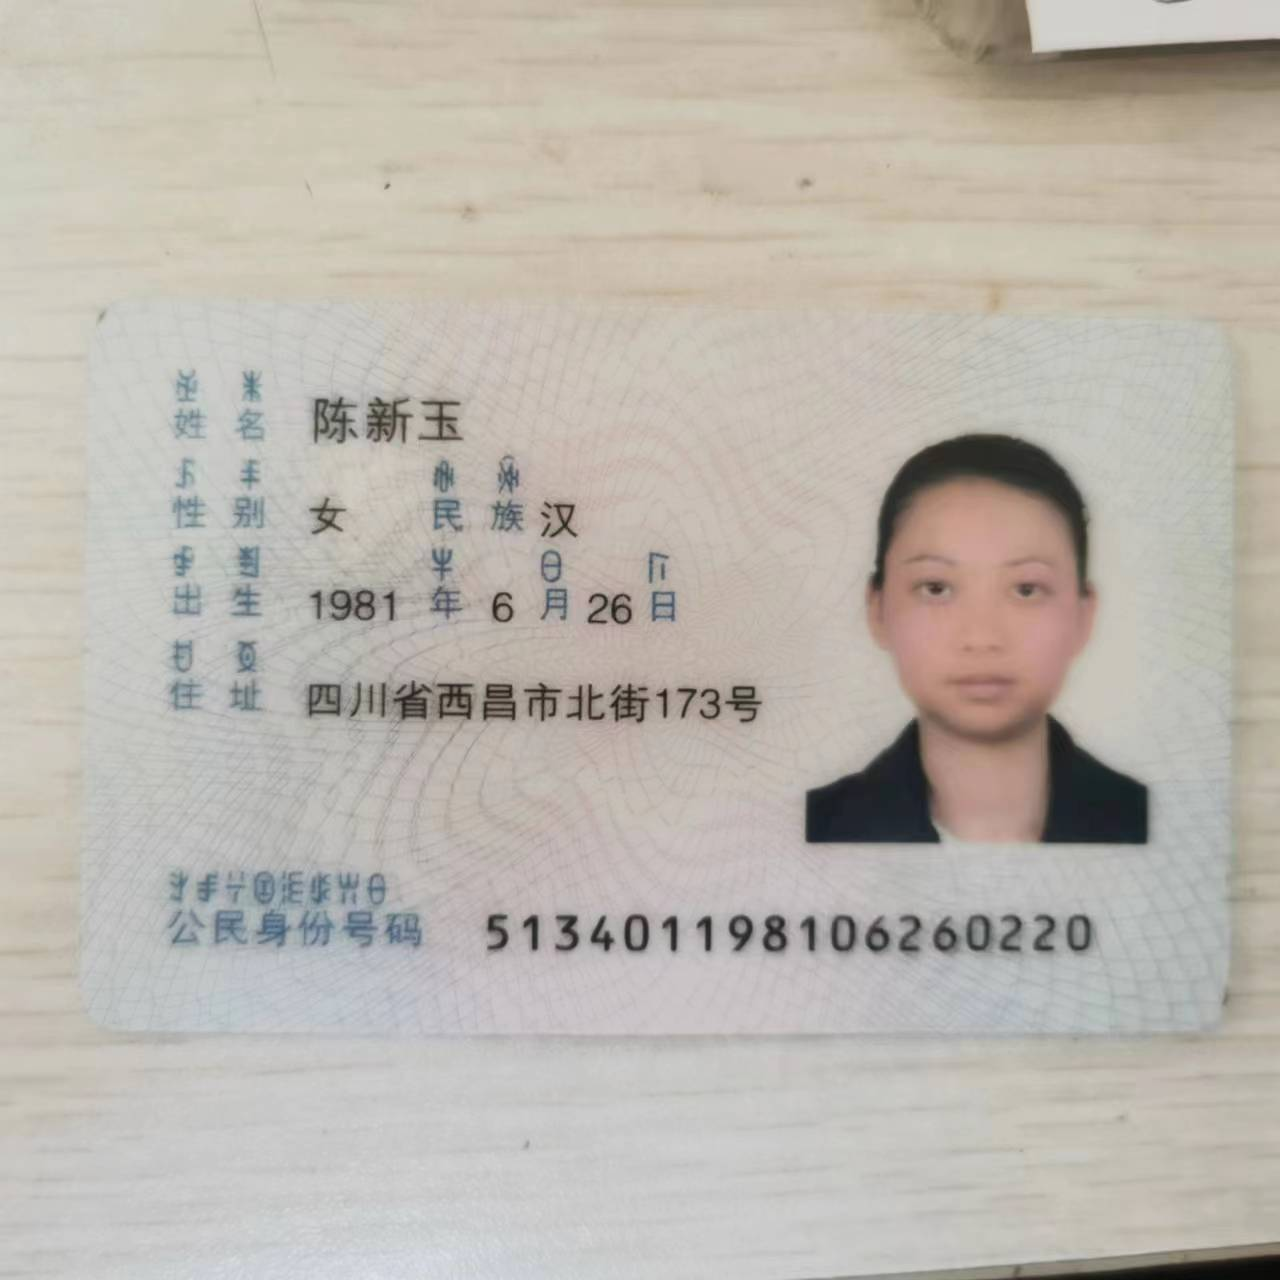 姓名 陈新玉
性别 女 民族 汉
出生 1981 年 6 月 26 日
住址 四川省西昌市北街173号
公民身份号码 513401198106260220